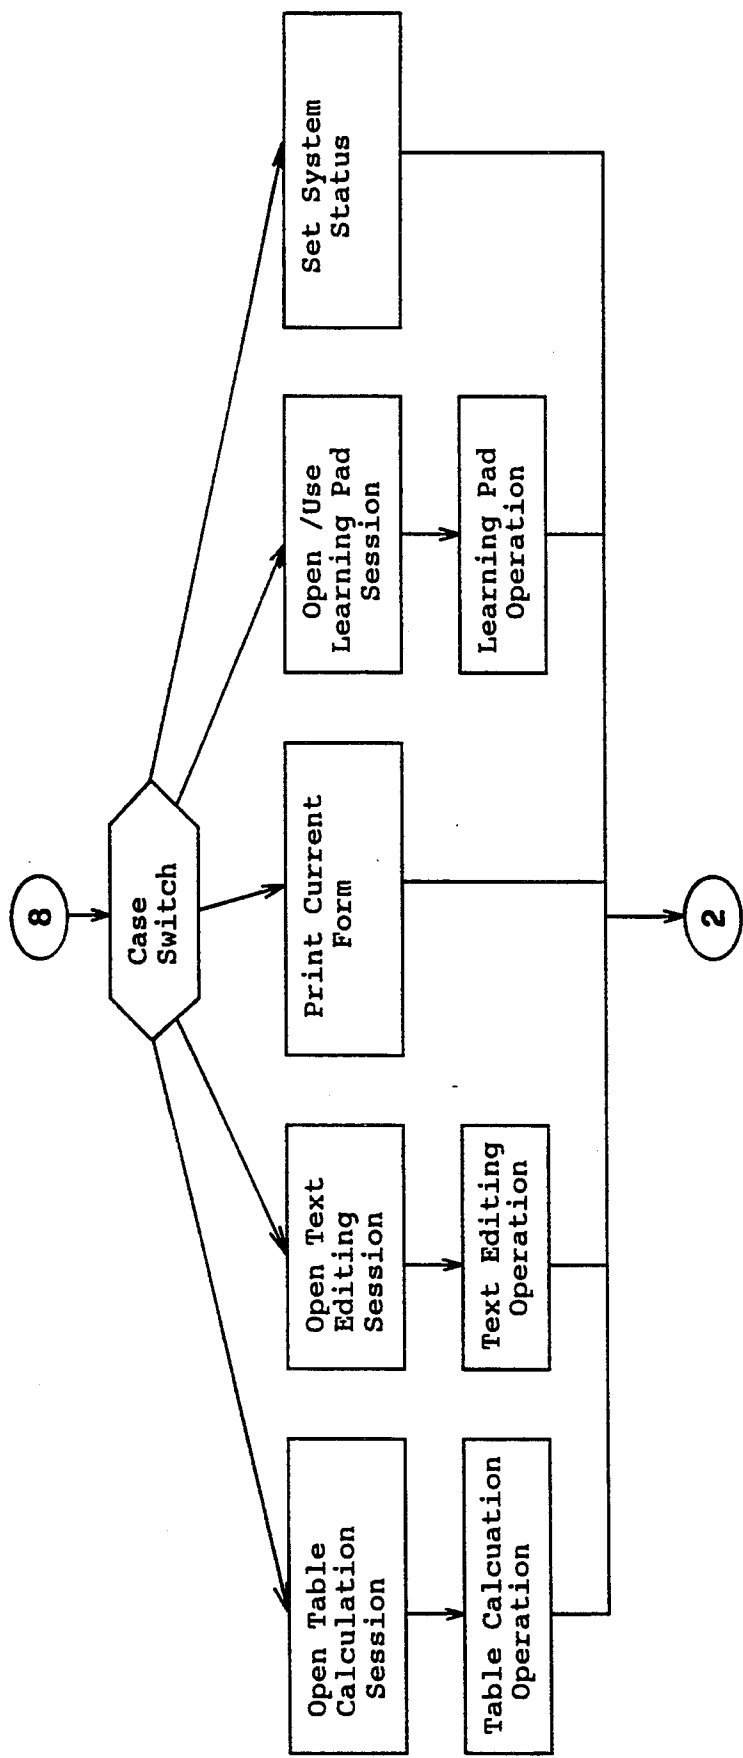 8
Case
Switch
Open Table
Calculation
Session
Open Text
Editing
Session
Print Current
Form
Open /Use
Learning Pad
Session
Set System
Status
Table Calcuation
Operation
Text Editing
Operation
Learning Pad
Operation
2